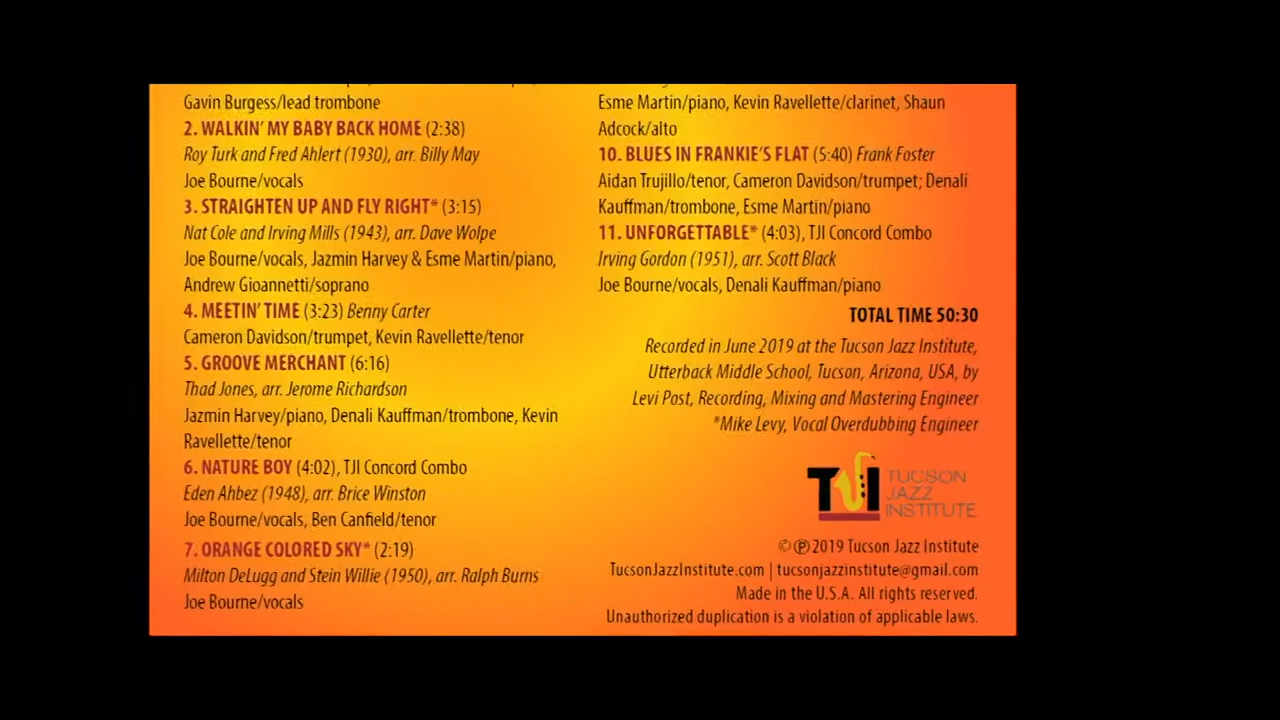 Gavin Burgess/lead trombone
2. WALKIN' MY BABY BACK HOME (2:38)
Roy Turk and Fred Ahlert (1930), arr. Billy May
Joe Bourne/vocals
3. STRAIGHTEN UP AND FLY RIGHT* (3:15)
Nat Cole and Irving Mills (1943), arr. Dave Wolpe
Joe Bourne/vocals, Jazmin Harvey & Esme Martin/piano,
Andrew Gioannetti/soprano
4. MEETIN' TIME (3:23) Benny Carter
Cameron Davidson/trumpet, Kevin Ravellette/tenor
5. GROOVE MERCHANT (6:16)
Thad Jones, arr. Jerome Richardson
Jazmin Harvey/piano, Denali Kauffman/trombone, Kevin
Ravellette/tenor
6. NATURE BOY (4:02), TJI Concord Combo
Eden Ahbez (1948), arr. Brice Winston
Joe Bourne/vocals, Ben Canfield/tenor
7. ORANGE COLORED SKY* (2:19)
Milton DeLugg and Stein Willie (1950), arr. Ralph Burns
Joe Bourne/vocals
Esme Martin/piano, Kevin Ravellette/clarinet, Shaun
Adcock/alto
10. BLUES IN FRANKIE'S FLAT (5:40) Frank Foster
Aidan Trujillo/tenor, Cameron Davidson/trumpet; Denali
Kauffman/trombone, Esme Martin/piano
11. UNFORGETTABLE* (4:03), TJI Concord Combo
Irving Gordon (1951), arr. Scott Black
Joe Bourne/vocals, Denali Kauffman/piano
TOTAL TIME 50:30
Recorded in June 2019 at the Tucson Jazz Institute,
Utterback Middle School, Tucson, Arizona, USA, by
Levi Post, Recording, Mixing and Mastering Engineer
*Mike Levy, Vocal Overdubbing Engineer
TJI
TUCSON
JAZZ
INSTITUTE
©℗2019 Tucson Jazz Institute
TucsonJazzInstitute.com | tucsonjazzinstitute@gmail.com
Made in the U.S.A. All rights reserved.
Unauthorized duplication is a violation of applicable laws.